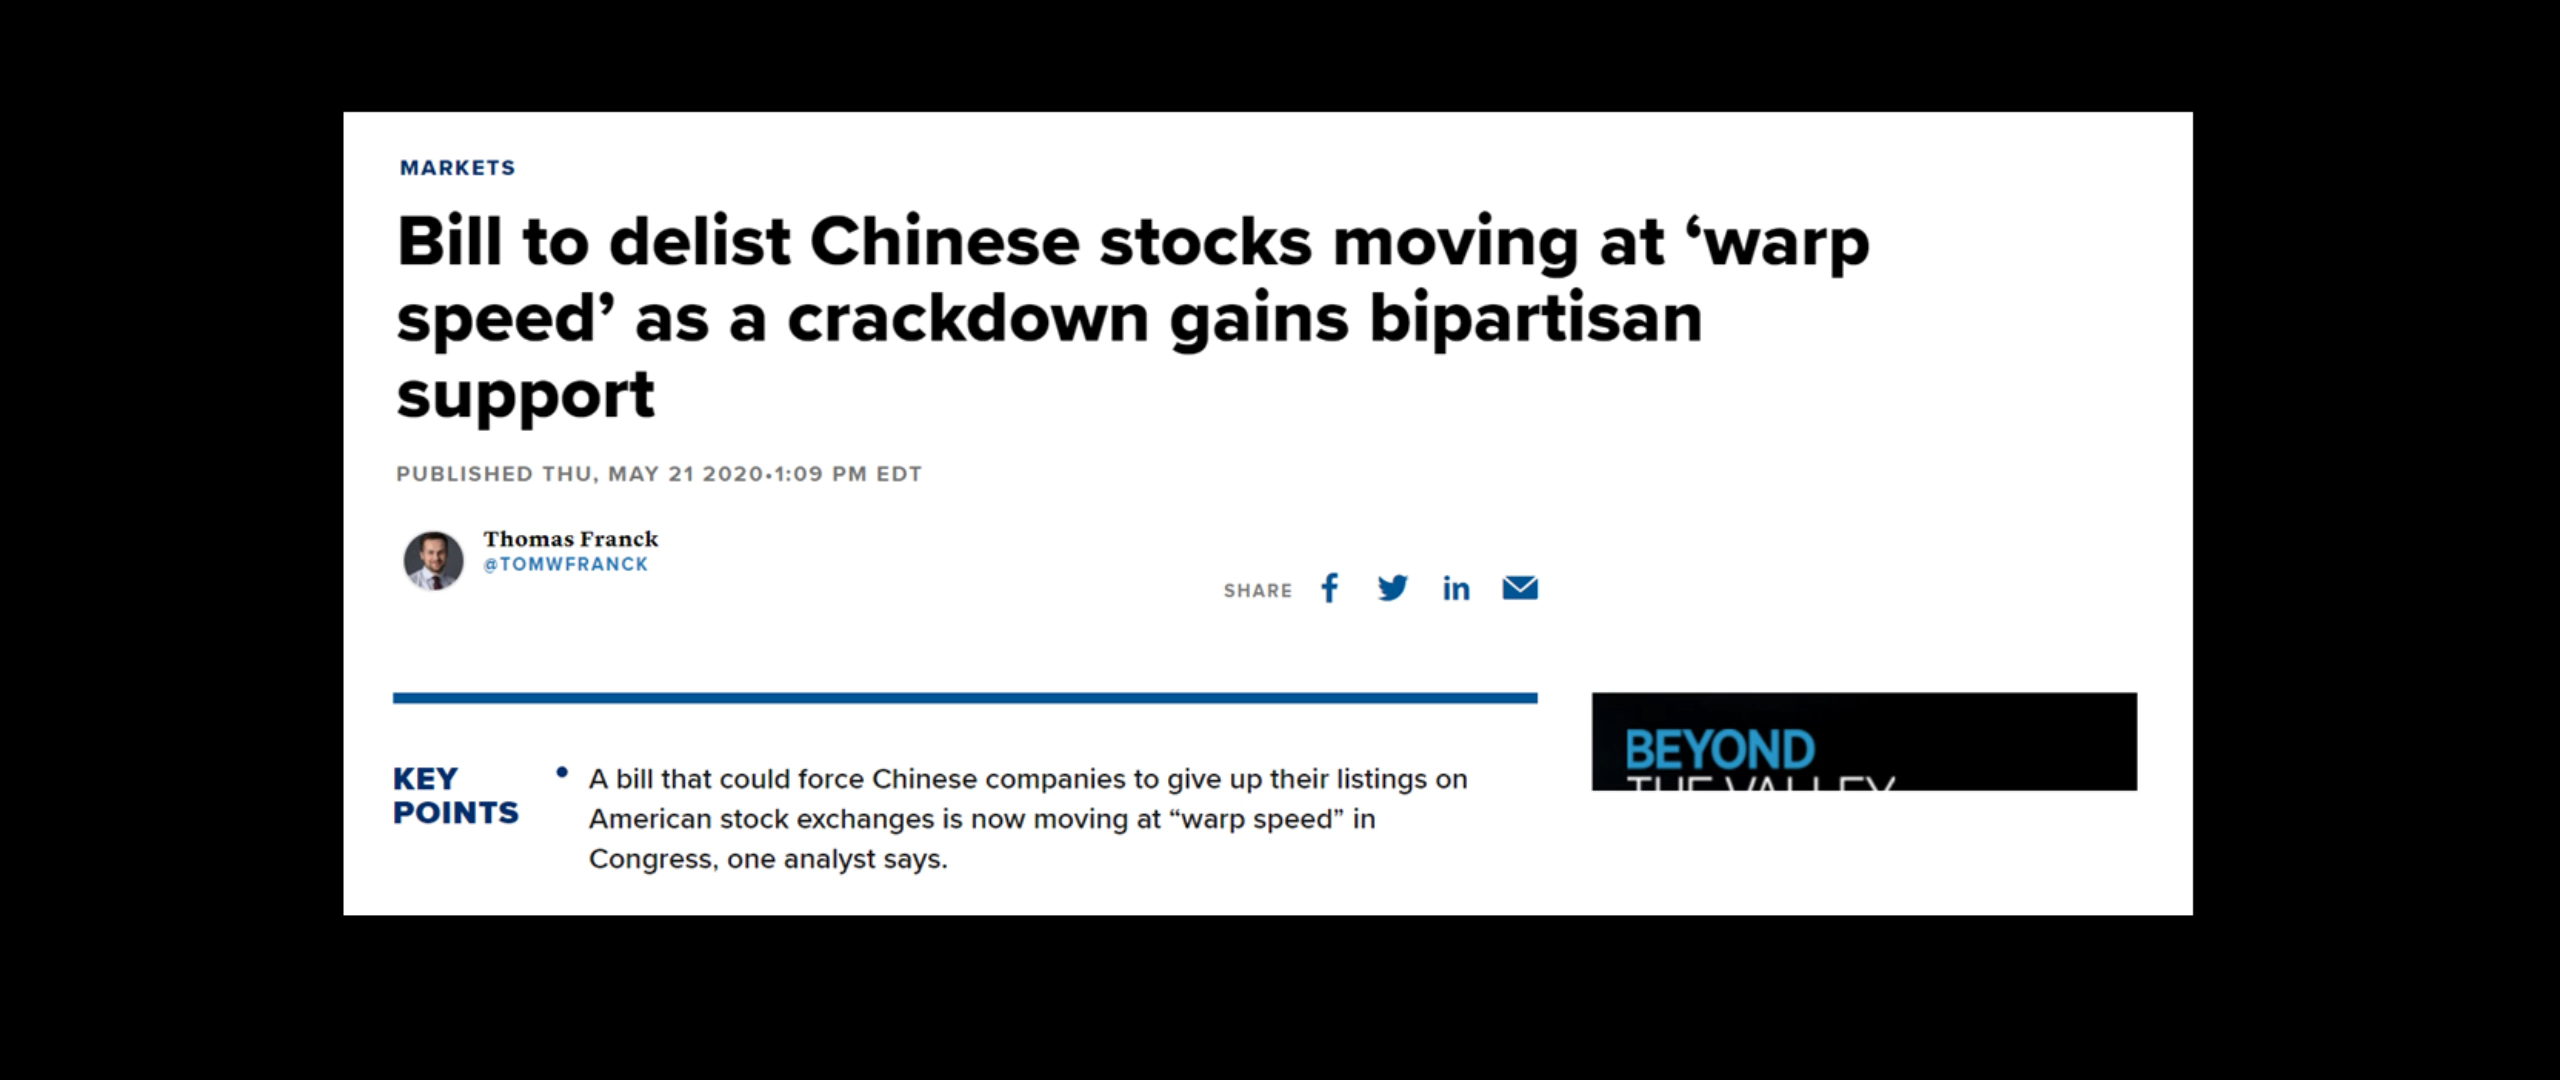 MARKETS
Bill to delist Chinese stocks moving at ‘warp
speed’ as a crackdown gains bipartisan
support
PUBLISHED THU, MAY 21 2020•1:09 PM EDT
Thomas Franck
@TOMWFRANCK
SHARE
KEY
POINTS
• A bill that could force Chinese companies to give up their listings on
American stock exchanges is now moving at “warp speed” in
Congress, one analyst says.
BEYOND
THE VALLEY